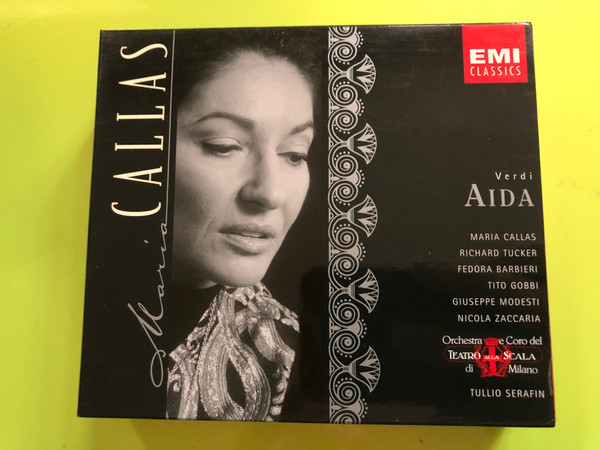 Maria CALLAS
EMI
CLASSICS
Verdi
AIDA
MARIA CALLAS
RICHARD TUCKER
FEDORA BARBIERI
TITO GOBBI
GIUSEPPE MODESTI
NICOLA ZACCARIA
Orchestra e Coro del
TEATRO ALLA SCALA
di Milano
TULLIO SERAFIN